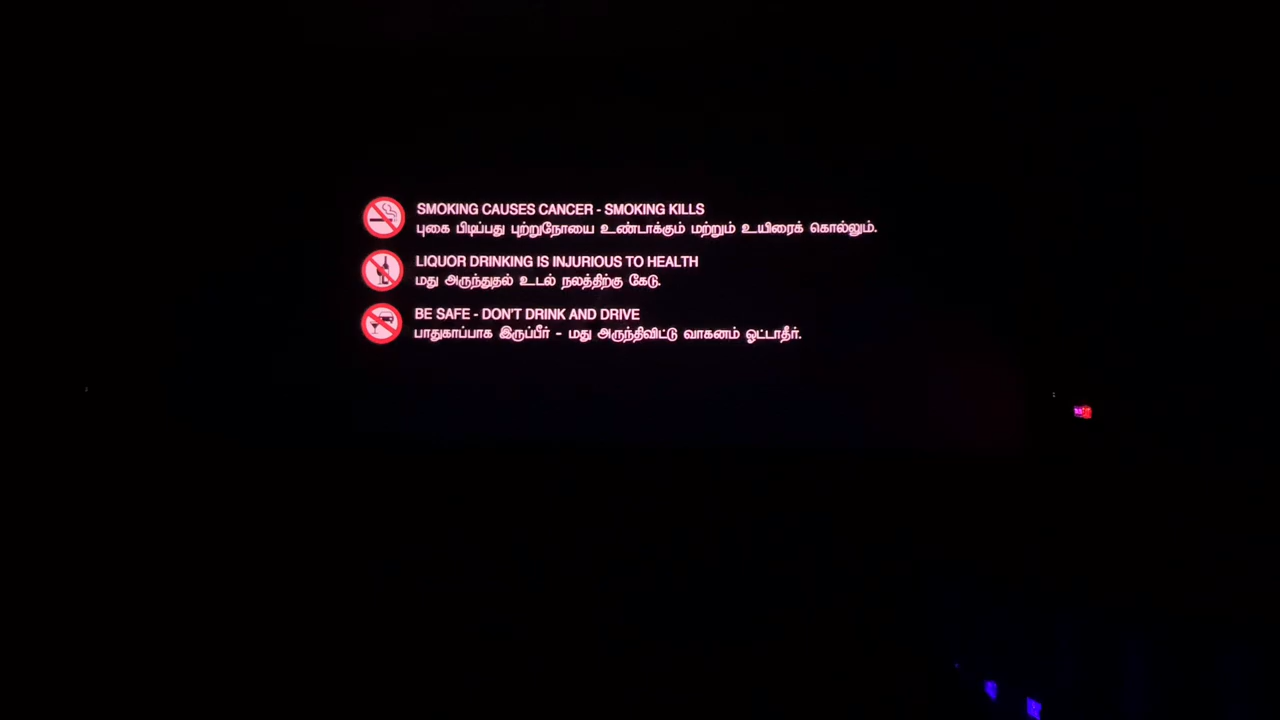 SMOKING CAUSES CANCER - SMOKING KILLS
புகை பிடிப்பது புற்றுநோயை உண்டாக்கும் மற்றும் உயிரைக் கொல்லும்.
LIQUOR DRINKING IS INJURIOUS TO HEALTH
மது அருந்துதல் உடல் நலத்திற்கு கேடு.
BE SAFE - DON'T DRINK AND DRIVE
பாதுகாப்பாக இருப்பீர் - மது அருந்திவிட்டு வாகனம் ஓட்டாதீர்.